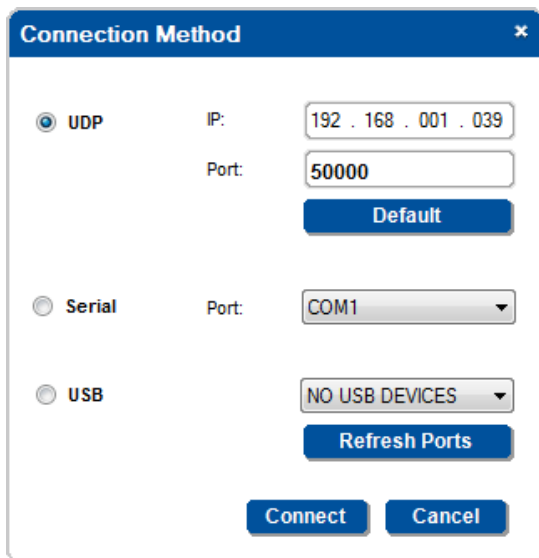 Connection Method ×
UDP IP: 192 . 168 . 001 . 039
Port: 50000
Default
Serial Port: COM1
USB NO USB DEVICES
Refresh Ports
Connect Cancel